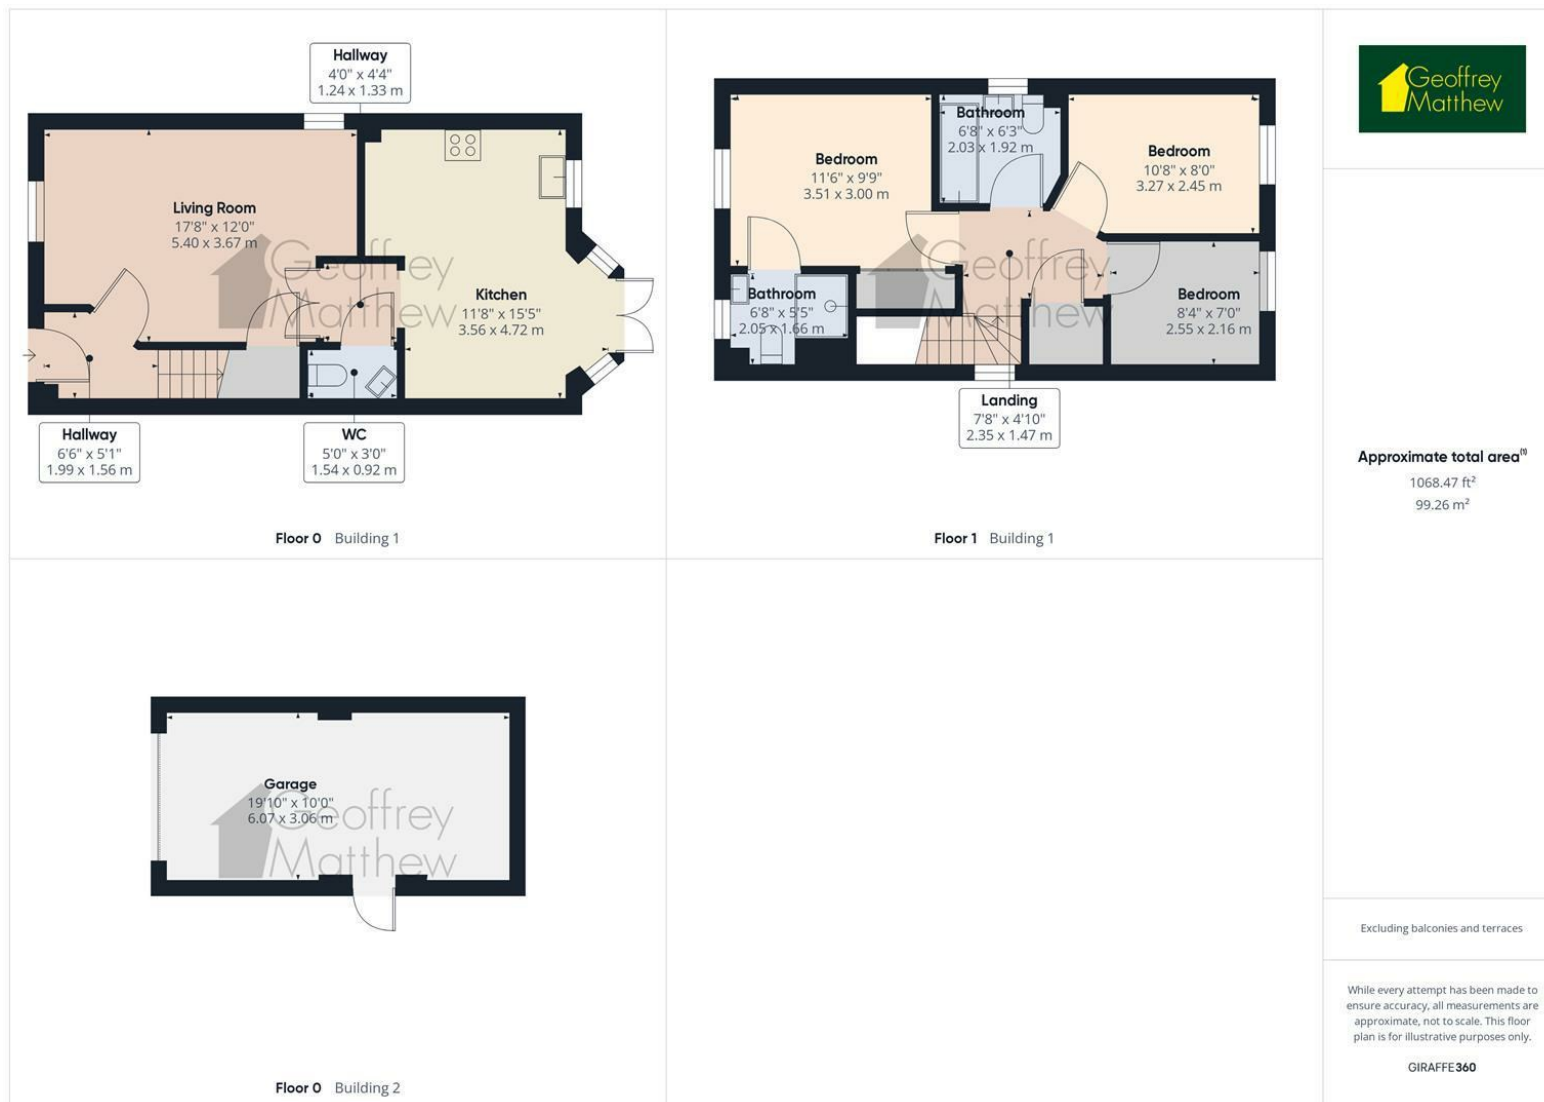 Hallway
4'0" x 4'4"
1.24 x 1.33 m
Living Room
17'8" x 12'0"
5.40 x 3.67 m
Geoffrey
Matthew
Kitchen
11'8" x 15'5"
3.56 x 4.72 m
Hallway
6'6" x 5'1"
1.99 x 1.56 m
WC
5'0" x 3'0"
1.54 x 0.92 m
Floor 0 Building 1
Bedroom
11'6" x 9'9"
3.51 x 3.00 m
Bathroom
6'8" x 6'3"
2.03 x 1.92 m
Bedroom
10'8" x 8'0"
3.27 x 2.45 m
Geoffrey
Matthew
Bathroom
6'8" x 5'5"
2.05 x 1.66 m
Bedroom
8'4" x 7'0"
2.55 x 2.16 m
Landing
7'8" x 4'10"
2.35 x 1.47 m
Floor 1 Building 1
Garage
19'10" x 10'0"
6.07 x 3.06 m
Geoffrey
Matthew
Floor 0 Building 2
Geoffrey
Matthew
Approximate total area⁽¹⁾
1068.47 ft²
99.26 m²
Excluding balconies and terraces
While every attempt has been made to
ensure accuracy, all measurements are
approximate, not to scale. This floor
plan is for illustrative purposes only.
GIRAFFE360